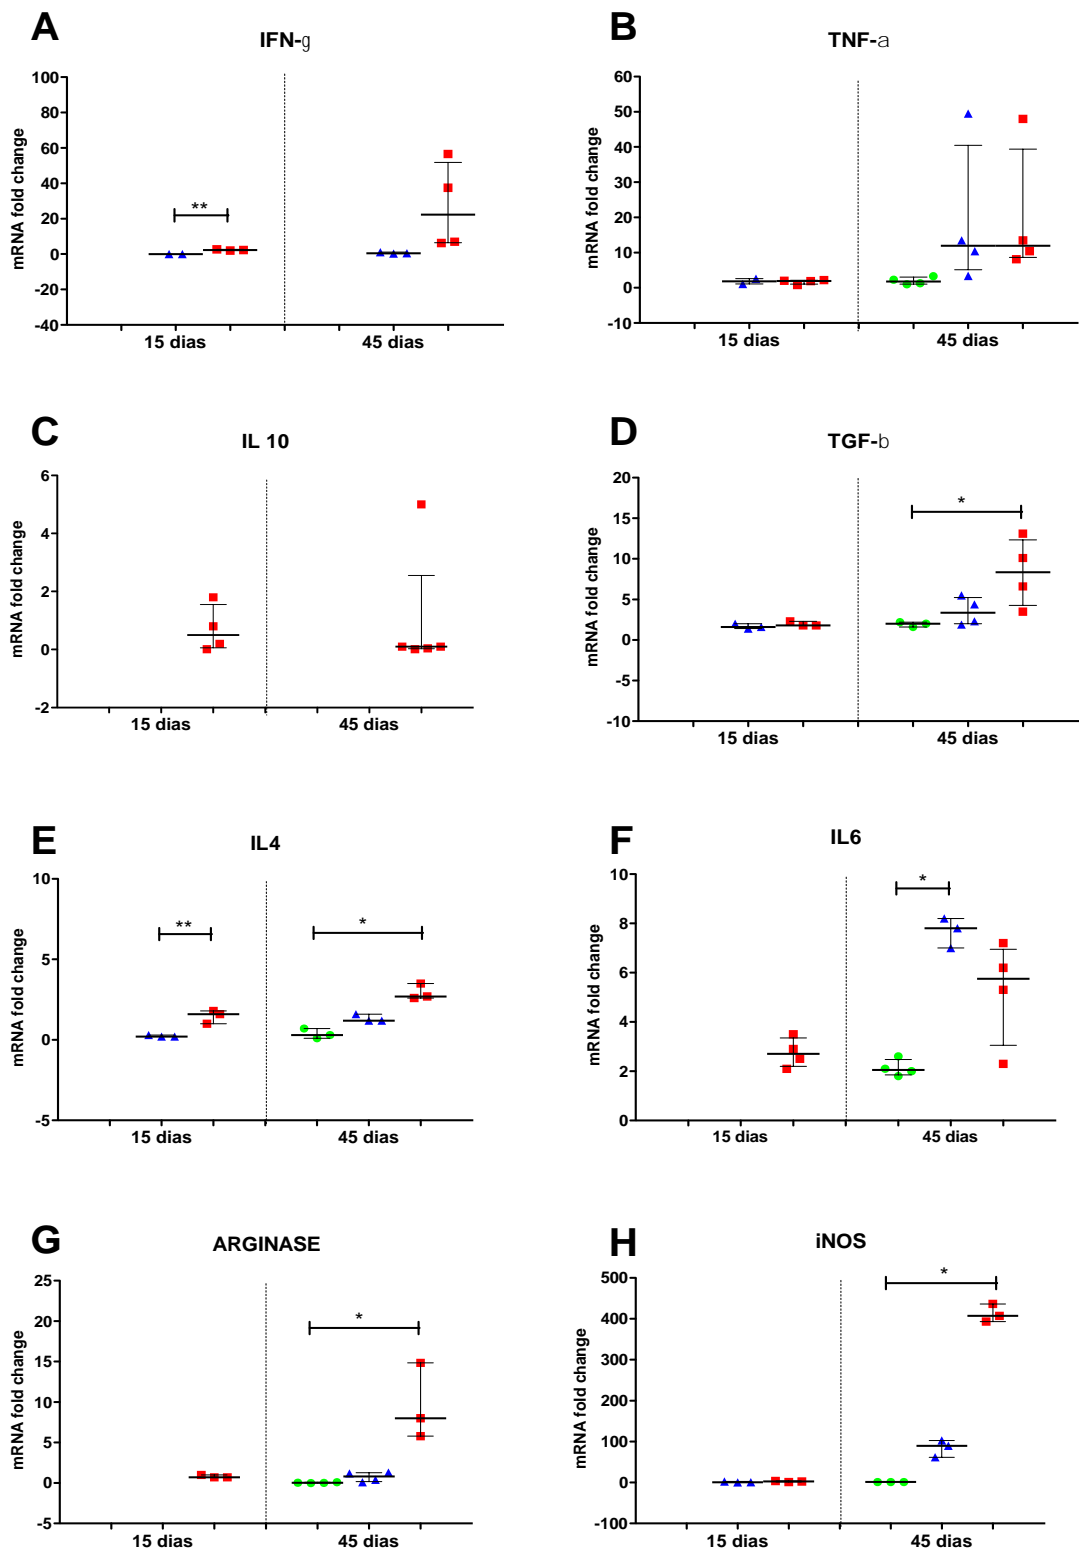 A
IFN-g
mRNA fold change
100
80
60
40
20
0
-20
-40
**
15 dias
45 dias
B
TNF-a
mRNA fold change
60
50
40
30
20
10
0
-10
15 dias
45 dias
C
IL 10
mRNA fold change
6
4
2
0
-2
15 dias
45 dias
D
TGF-b
mRNA fold change
20
15
10
5
0
-5
-10
*
15 dias
45 dias
E
IL4
mRNA fold change
10
5
0
-5
**
*
15 dias
45 dias
F
IL6
mRNA fold change
10
8
6
4
2
0
*
15 dias
45 dias
G
ARGINASE
mRNA fold change
25
20
15
10
5
0
-5
*
15 dias
45 dias
H
iNOS
mRNA fold change
500
400
300
200
100
0
-100
*
15 dias
45 dias